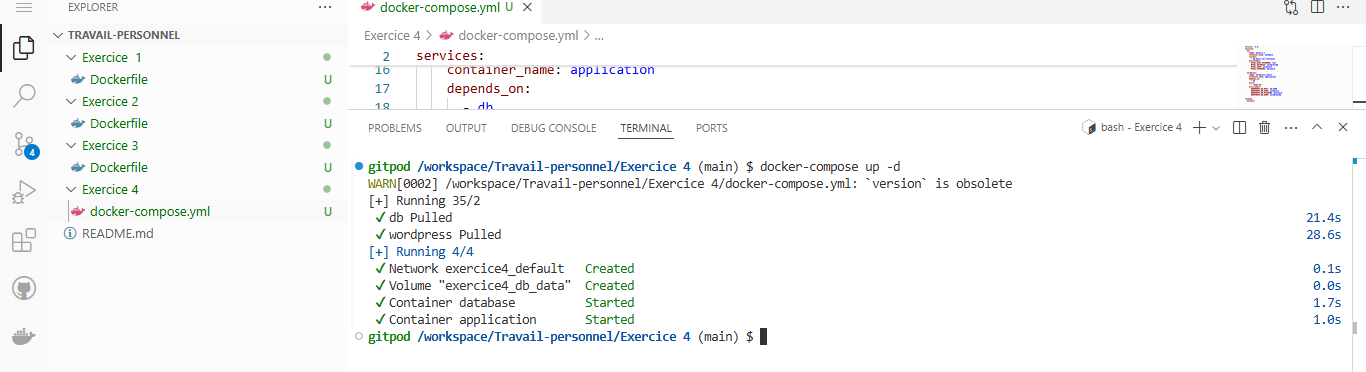 EXPLORER
TRAVAIL-PERSONNEL
Exercice 1
Dockerfile U
Exercice 2
Dockerfile U
Exercice 3
Dockerfile U
Exercice 4
docker-compose.yml U
README.md
4
docker-compose.yml U
Exercice 4 > docker-compose.yml > ...
2 services:
16 container_name: application
17 depends_on:
18 - db
PROBLEMS OUTPUT DEBUG CONSOLE TERMINAL PORTS
bash - Exercice 4
gitpod /workspace/Travail-personnel/Exercice 4 (main) $ docker-compose up -d
WARN[0002] /workspace/Travail-personnel/Exercice 4/docker-compose.yml: `version` is obsolete
[+] Running 35/2
✓ db Pulled 21.4s
✓ wordpress Pulled 28.6s
[+] Running 4/4
✓ Network exercice4_default Created 0.1s
✓ Volume "exercice4_db_data" Created 0.0s
✓ Container database Started 1.7s
✓ Container application Started 1.0s
gitpod /workspace/Travail-personnel/Exercice 4 (main) $